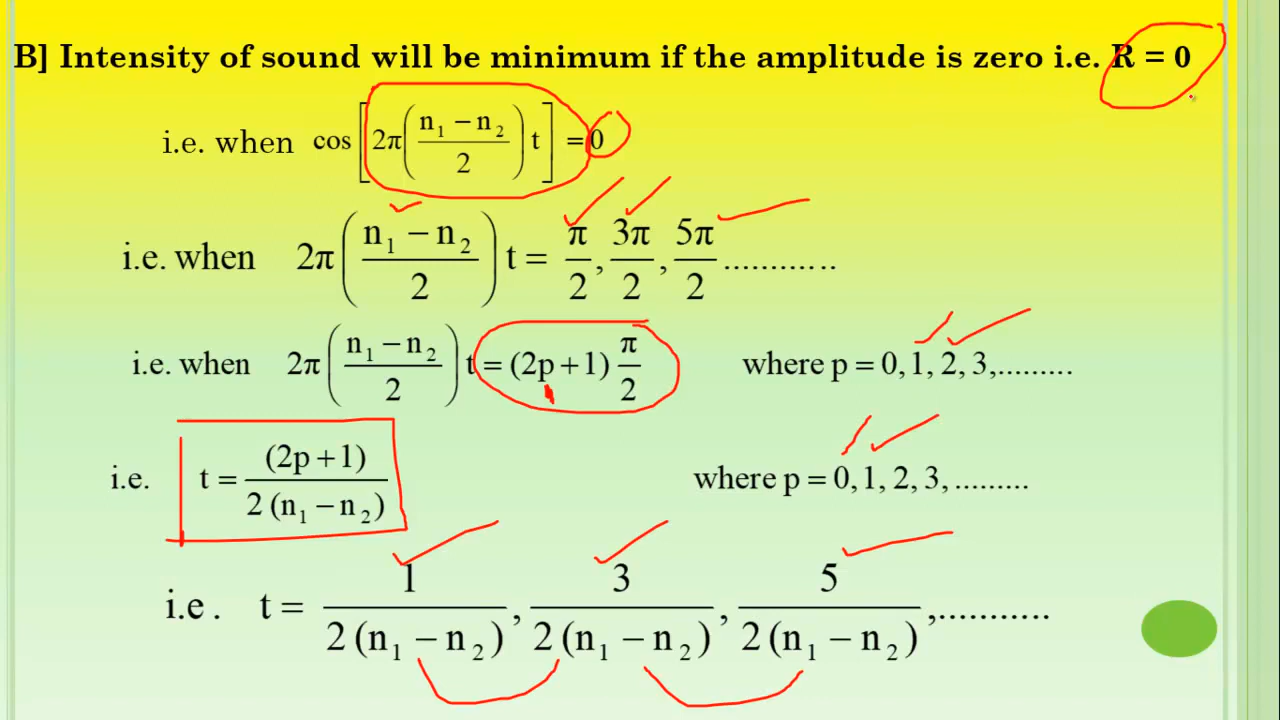 B] Intensity of sound will be minimum if the amplitude is zero i.e. R = 0
i.e. when cos[2π((n₁ − n₂)/2)t] = 0
i.e. when 2π((n₁ − n₂)/2)t = π/2, 3π/2, 5π/2 ............
i.e. when 2π((n₁ − n₂)/2)t = (2p+1) π/2 where p = 0, 1, 2, 3,.........
i.e. t = (2p+1)/(2 (n₁ − n₂)) where p = 0, 1, 2, 3, .........
i.e . t = 1/(2 (n₁ − n₂)), 3/(2 (n₁ − n₂)), 5/(2 (n₁ − n₂)),...........